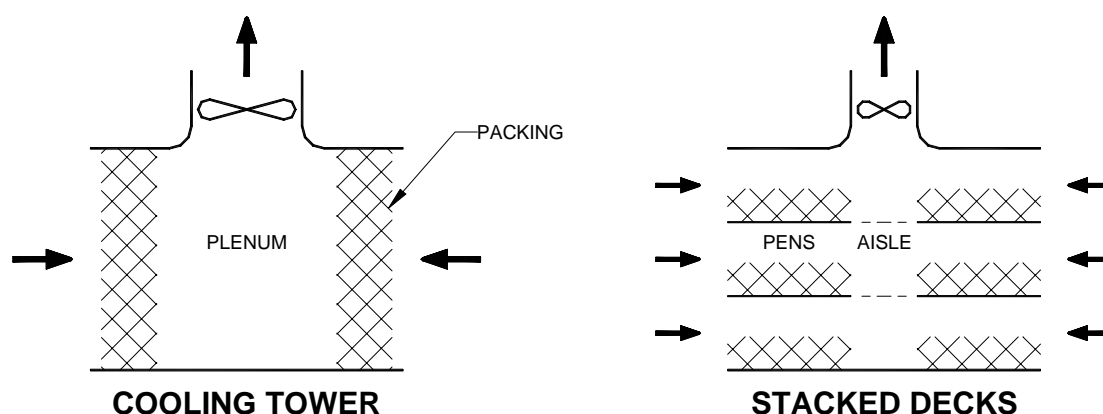 PACKING
PLENUM
COOLING TOWER
PENS
AISLE
STACKED DECKS